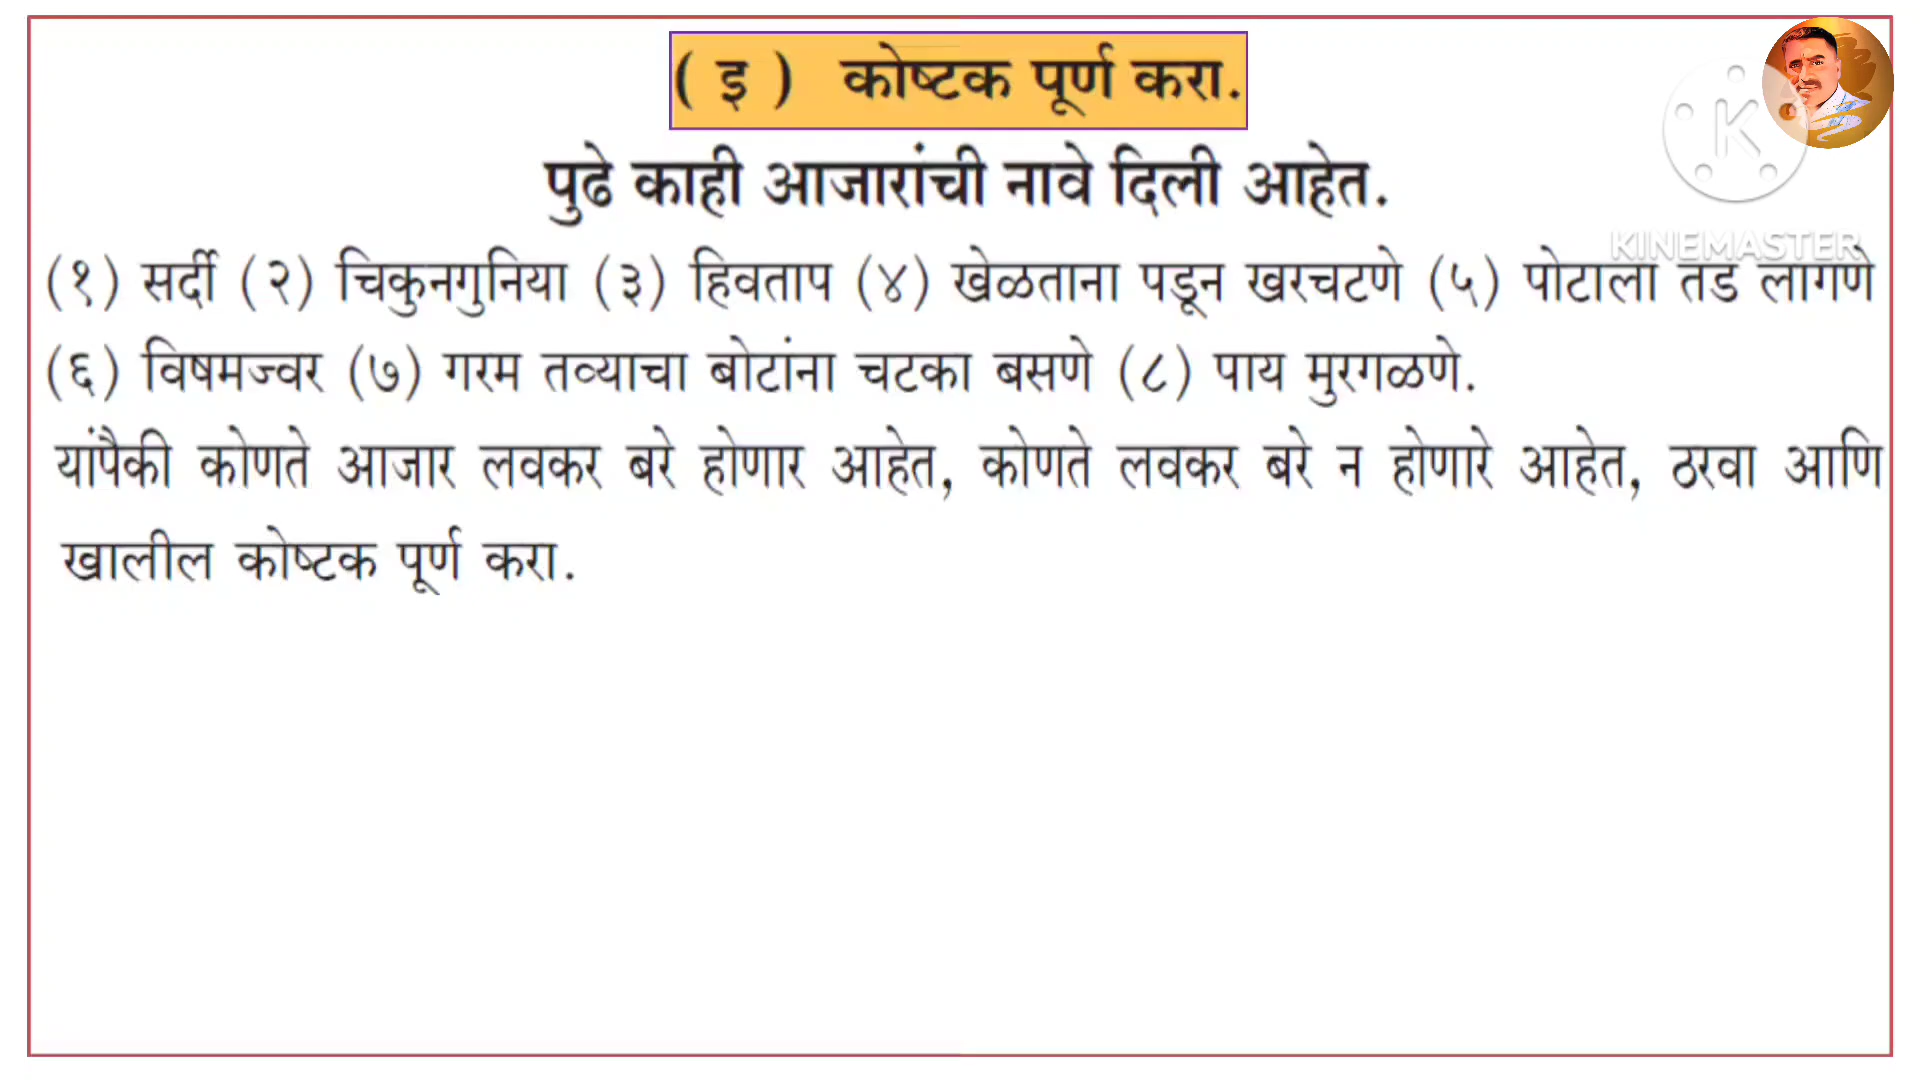 ( इ ) कोष्टक पूर्ण करा.
पुढे काही आजारांची नावे दिली आहेत.
KINEMASTER
(१) सर्दी (२) चिकुनगुनिया (३) हिवताप (४) खेळताना पडून खरचटणे (५) पोटाला तड लागणे
(६) विषमज्वर (७) गरम तव्याचा बोटांना चटका बसणे (८) पाय मुरगळणे.
यांपैकी कोणते आजार लवकर बरे होणार आहेत, कोणते लवकर बरे न होणारे आहेत, ठरवा आणि
खालील कोष्टक पूर्ण करा.